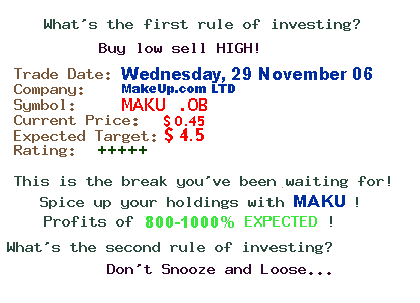 What's the first rule of investing?
Buy low sell HIGH!
Trade Date: Wednesday, 29 November 06
Company: MakeUp.com LTD
Symbol: MAKU .OB
Current Price: $ 0.45
Expected Target: $ 4.5
Rating: +++++
This is the break you've been waiting for!
Spice up your holdings with MAKU !
Profits of 800-1000% EXPECTED !
What's the second rule of investing?
Don't Snooze and Loose...